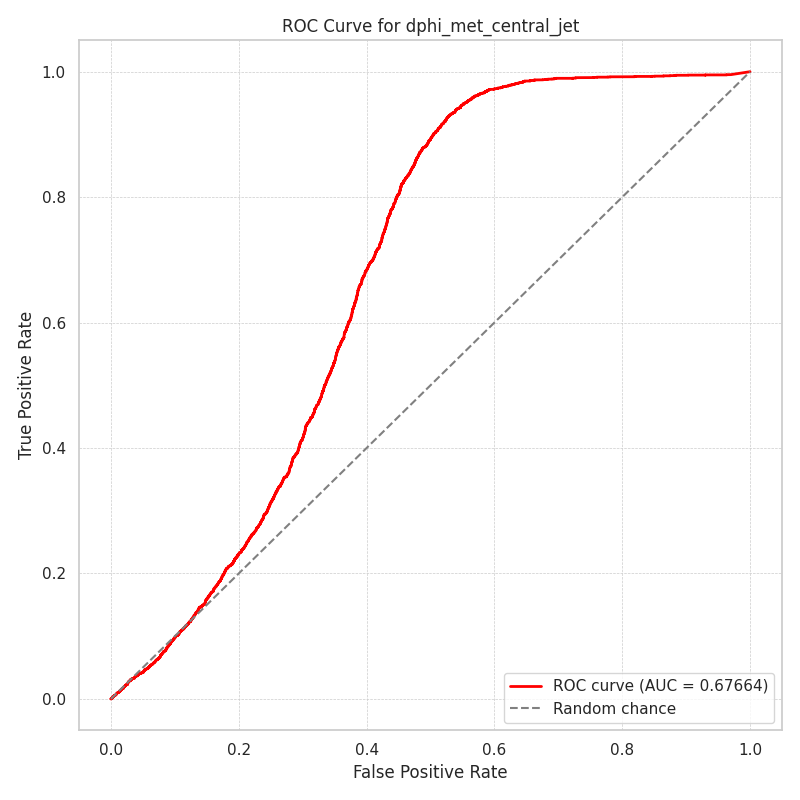 ROC Curve for dphi_met_central_jet
True Positive Rate
1.0
0.8
0.6
0.4
0.2
0.0
0.0 0.2 0.4 0.6 0.8 1.0
False Positive Rate
ROC curve (AUC = 0.67664)
Random chance